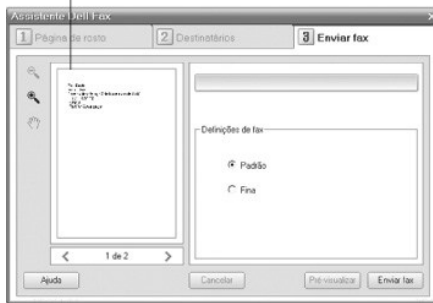 Assistente Dell Fax
1 Página de rosto
2 Destinatários
3 Enviar fax
Definições de fax
Padrão
Fina
1 de 2
Ajuda
Cancelar
Pré-visualizar
Enviar fax